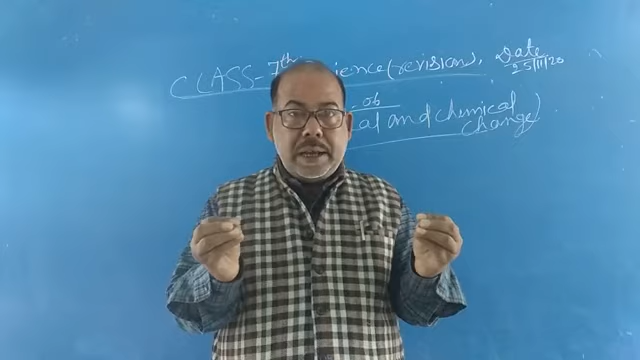 CLASS-7th ience (revision). Date
25/11/20
06
al and chemical)
change